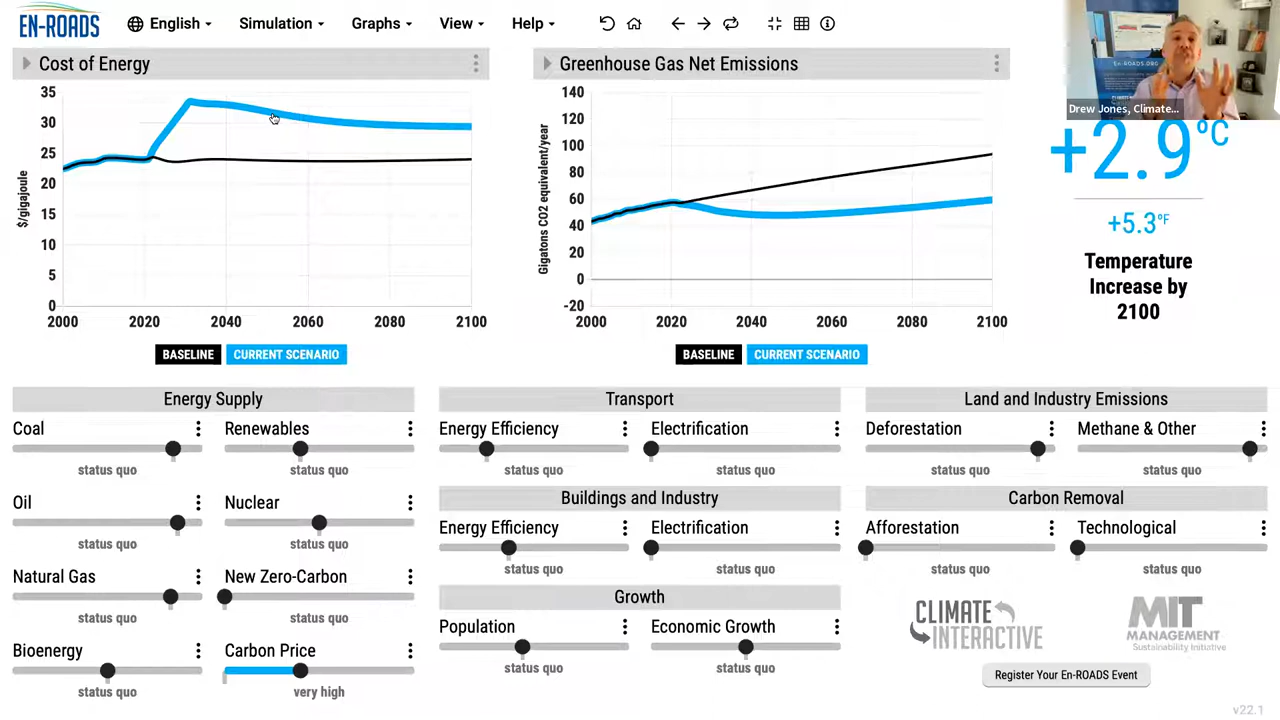 EN-ROADS
English
Simulation
Graphs
View
Help
Drew Jones, Climate...
Cost of Energy
35
30
25
20
15
10
5
0
$/gigajoule
2000 2020 2040 2060 2080 2100
BASELINE CURRENT SCENARIO
Greenhouse Gas Net Emissions
140
120
100
80
60
40
20
0
-20
Gigatons CO2 equivalent/year
2000 2020 2040 2060 2080 2100
BASELINE CURRENT SCENARIO
+2.9°C
+5.3°F
Temperature
Increase by
2100
Energy Supply
Coal
status quo
Renewables
status quo
Oil
status quo
Nuclear
status quo
Natural Gas
status quo
New Zero-Carbon
status quo
Bioenergy
status quo
Carbon Price
very high
Transport
Energy Efficiency
status quo
Electrification
status quo
Buildings and Industry
Energy Efficiency
status quo
Electrification
status quo
Growth
Population
status quo
Economic Growth
status quo
Land and Industry Emissions
Deforestation
status quo
Methane & Other
status quo
Carbon Removal
Afforestation
status quo
Technological
status quo
CLIMATE
INTERACTIVE
MIT
MANAGEMENT
Sustainability Initiative
Register Your En-ROADS Event
v22.1